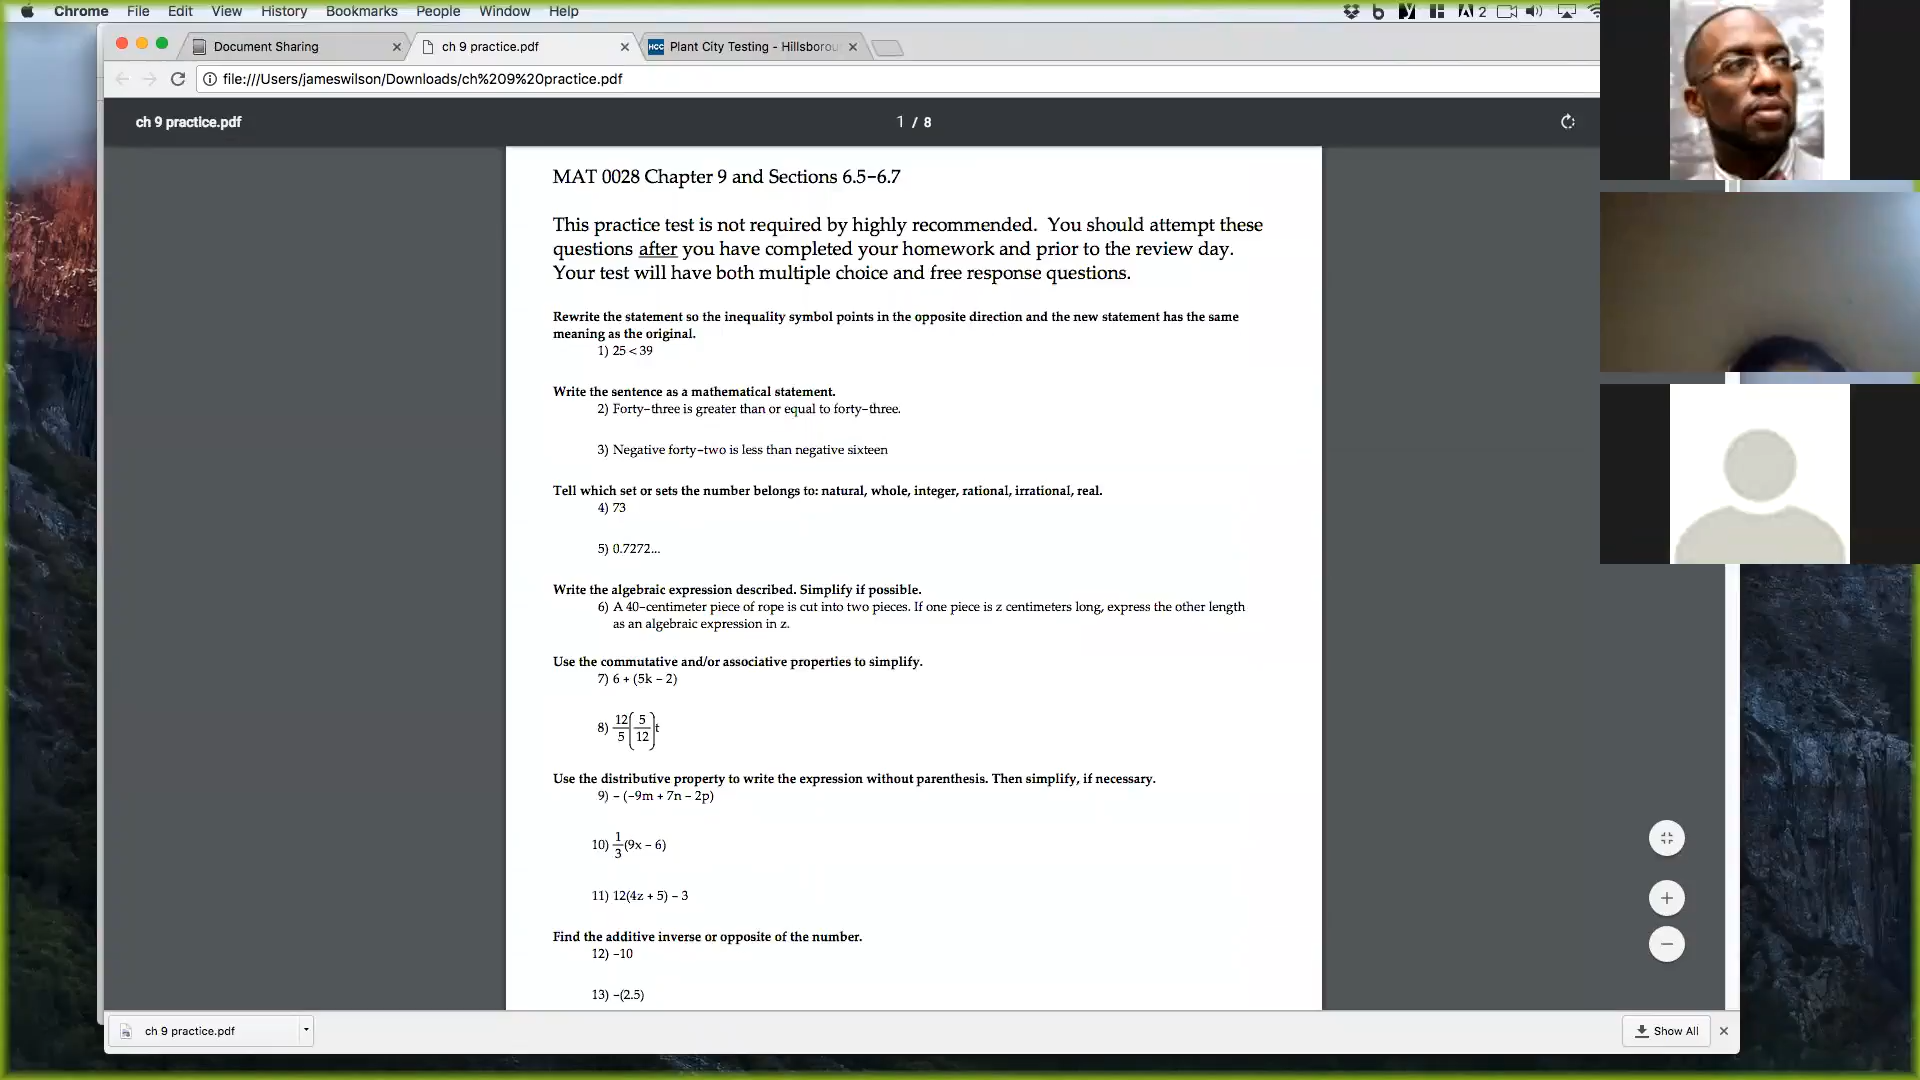 Chrome File Edit View History Bookmarks People Window Help 2
Document Sharing
ch 9 practice.pdf
HCC Plant City Testing - Hillsborou
file:///Users/jameswilson/Downloads/ch%209%20practice.pdf
ch 9 practice.pdf
1 / 8
MAT 0028 Chapter 9 and Sections 6.5–6.7
This practice test is not required by highly recommended. You should attempt these
questions after you have completed your homework and prior to the review day.
Your test will have both multiple choice and free response questions.
Rewrite the statement so the inequality symbol points in the opposite direction and the new statement has the same
meaning as the original.
1) 25 < 39
Write the sentence as a mathematical statement.
2) Forty-three is greater than or equal to forty-three.
3) Negative forty-two is less than negative sixteen
Tell which set or sets the number belongs to: natural, whole, integer, rational, irrational, real.
4) 73
5) 0.7272...
Write the algebraic expression described. Simplify if possible.
6) A 40-centimeter piece of rope is cut into two pieces. If one piece is z centimeters long, express the other length
as an algebraic expression in z.
Use the commutative and/or associative properties to simplify.
7) 6 + (5k - 2)
8) 12/5 (5/12)t
Use the distributive property to write the expression without parenthesis. Then simplify, if necessary.
9) - (-9m + 7n - 2p)
10) 1/3(9x - 6)
11) 12(4z + 5) - 3
Find the additive inverse or opposite of the number.
12) -10
13) -(2.5)
ch 9 practice.pdf
Show All